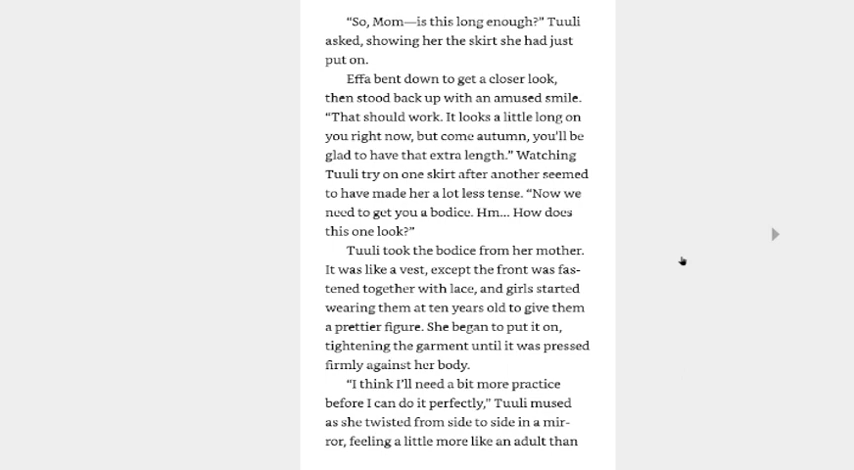 “So, Mom—is this long enough?” Tuuli
asked, showing her the skirt she had just
put on.
Effa bent down to get a closer look,
then stood back up with an amused smile.
“That should work. It looks a little long on
you right now, but come autumn, you'll be
glad to have that extra length.” Watching
Tuuli try on one skirt after another seemed
to have made her a lot less tense. “Now we
need to get you a bodice. Hm... How does
this one look?”
Tuuli took the bodice from her mother.
It was like a vest, except the front was fas-
tened together with lace, and girls started
wearing them at ten years old to give them
a prettier figure. She began to put it on,
tightening the garment until it was pressed
firmly against her body.
“I think I’ll need a bit more practice
before I can do it perfectly,” Tuuli mused
as she twisted from side to side in a mir-
ror, feeling a little more like an adult than